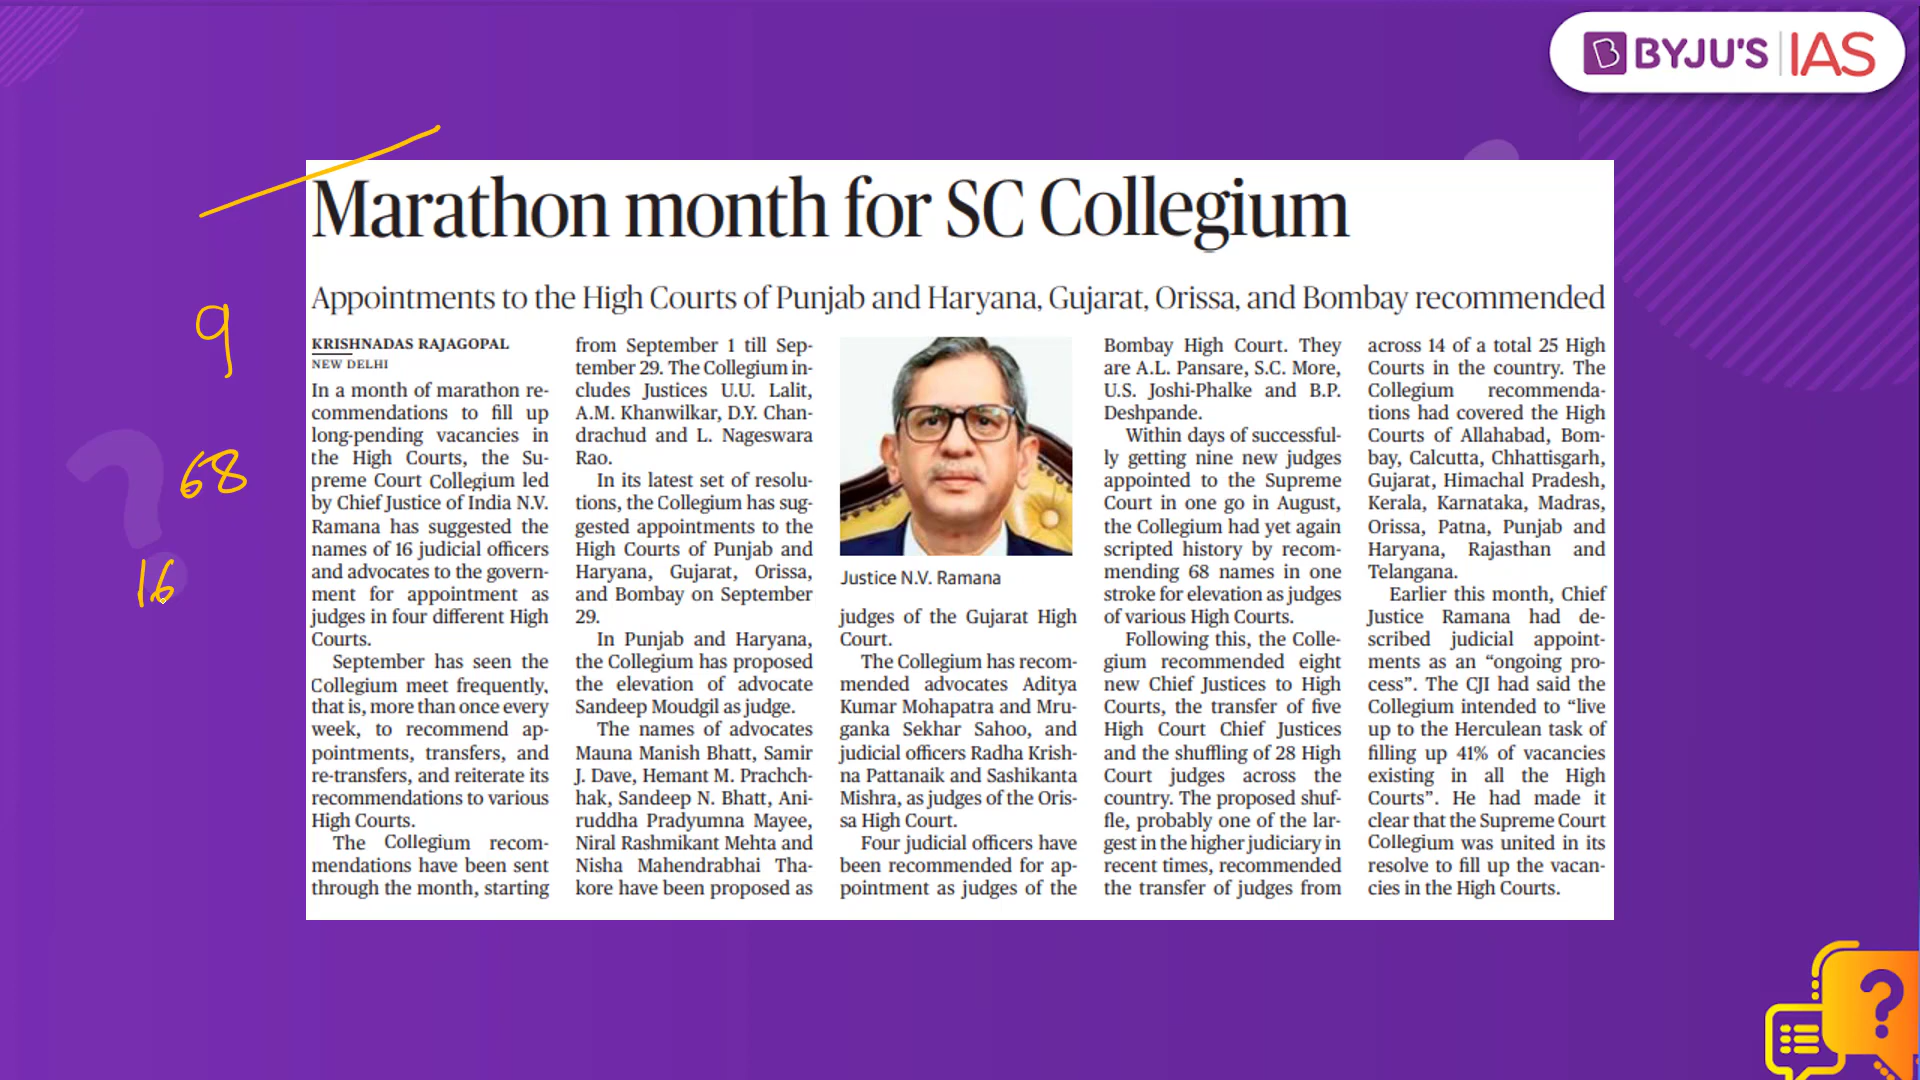 BYJU'S IAS
Marathon month for SC Collegium
Appointments to the High Courts of Punjab and Haryana, Gujarat, Orissa, and Bombay recommended
9
68
16
KRISHNADAS RAJAGOPAL
NEW DELHI
In a month of marathon re-
commendations to fill up
long-pending vacancies in
the High Courts, the Su-
preme Court Collegium led
by Chief Justice of India N.V.
Ramana has suggested the
names of 16 judicial officers
and advocates to the govern-
ment for appointment as
judges in four different High
Courts.
September has seen the
Collegium meet frequently,
that is, more than once every
week, to recommend ap-
pointments, transfers, and
re-transfers, and reiterate its
recommendations to various
High Courts.
The Collegium recom-
mendations have been sent
through the month, starting
from September 1 till Sep-
tember 29. The Collegium in-
cludes Justices U.U. Lalit,
A.M. Khanwilkar, D.Y. Chan-
drachud and L. Nageswara
Rao.
In its latest set of resolu-
tions, the Collegium has sug-
gested appointments to the
High Courts of Punjab and
Haryana, Gujarat, Orissa,
and Bombay on September
29.
In Punjab and Haryana,
the Collegium has proposed
the elevation of advocate
Sandeep Moudgil as judge.
The names of advocates
Mauna Manish Bhatt, Samir
J. Dave, Hemant M. Prachch-
hak, Sandeep N. Bhatt, Ani-
ruddha Pradyumna Mayee,
Niral Rashmikant Mehta and
Nisha Mahendrabhai Tha-
kore have been proposed as
Justice N.V. Ramana
judges of the Gujarat High
Court.
The Collegium has recom-
mended advocates Aditya
Kumar Mohapatra and Mru-
ganka Sekhar Sahoo, and
judicial officers Radha Krish-
na Pattanaik and Sashikanta
Mishra, as judges of the Oris-
sa High Court.
Four judicial officers have
been recommended for ap-
pointment as judges of the
Bombay High Court. They
are A.L. Pansare, S.C. More,
U.S. Joshi-Phalke and B.P.
Deshpande.
Within days of successful-
ly getting nine new judges
appointed to the Supreme
Court in one go in August,
the Collegium had yet again
scripted history by recom-
mending 68 names in one
stroke for elevation as judges
of various High Courts.
Following this, the Colle-
gium recommended eight
new Chief Justices to High
Courts, the transfer of five
High Court Chief Justices
and the shuffling of 28 High
Court judges across the
country. The proposed shuf-
fle, probably one of the lar-
gest in the higher judiciary in
recent times, recommended
the transfer of judges from
across 14 of a total 25 High
Courts in the country. The
Collegium recommenda-
tions had covered the High
Courts of Allahabad, Bom-
bay, Calcutta, Chhattisgarh,
Gujarat, Himachal Pradesh,
Kerala, Karnataka, Madras,
Orissa, Patna, Punjab and
Haryana, Rajasthan and
Telangana.
Earlier this month, Chief
Justice Ramana had de-
scribed judicial appoint-
ments as an “ongoing pro-
cess”. The CJI had said the
Collegium intended to “live
up to the Herculean task of
filling up 41% of vacancies
existing in all the High
Courts”. He had made it
clear that the Supreme Court
Collegium was united in its
resolve to fill up the vacan-
cies in the High Courts.